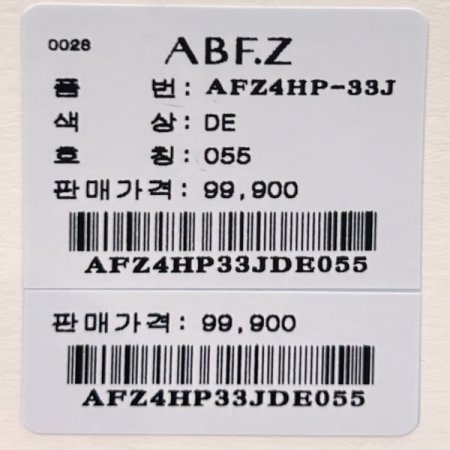 0028 ABF.Z
품 번: AFZ4HP-33J
색 상: DE
호 칭: 055
판매가격: 99,900
AFZ4HP33JDE055
판매가격: 99,900
AFZ4HP33JDE055